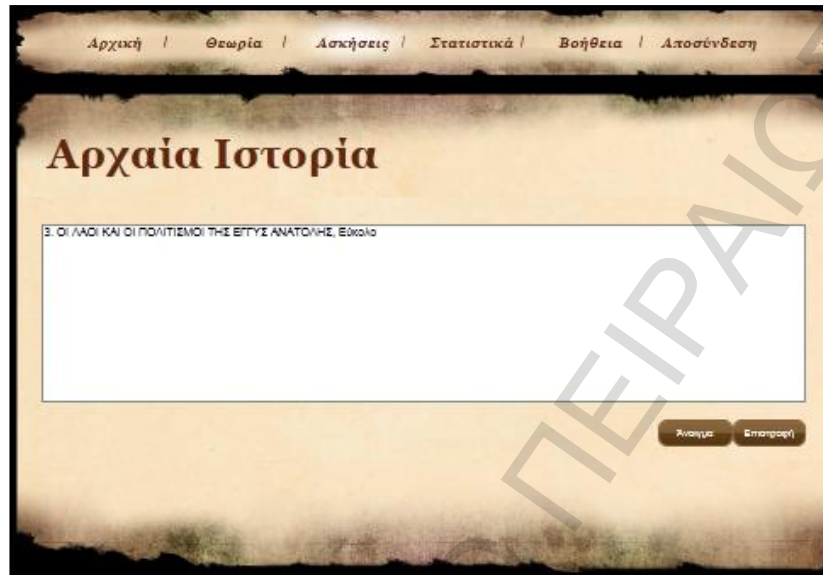 Αρχική / Θεωρία / Ασκήσεις / Στατιστικά / Βοήθεια / Αποσύνδεση
Αρχαία Ιστορία
3. ΟΙ ΛΑΟΙ ΚΑΙ ΟΙ ΠΟΛΙΤΙΣΜΟΙ ΤΗΣ ΕΓΓΥΣ ΑΝΑΤΟΛΗΣ, Εύκολο
Άνοιγμα Επιστροφή
ΠΕΙΡΑΙΩΣ